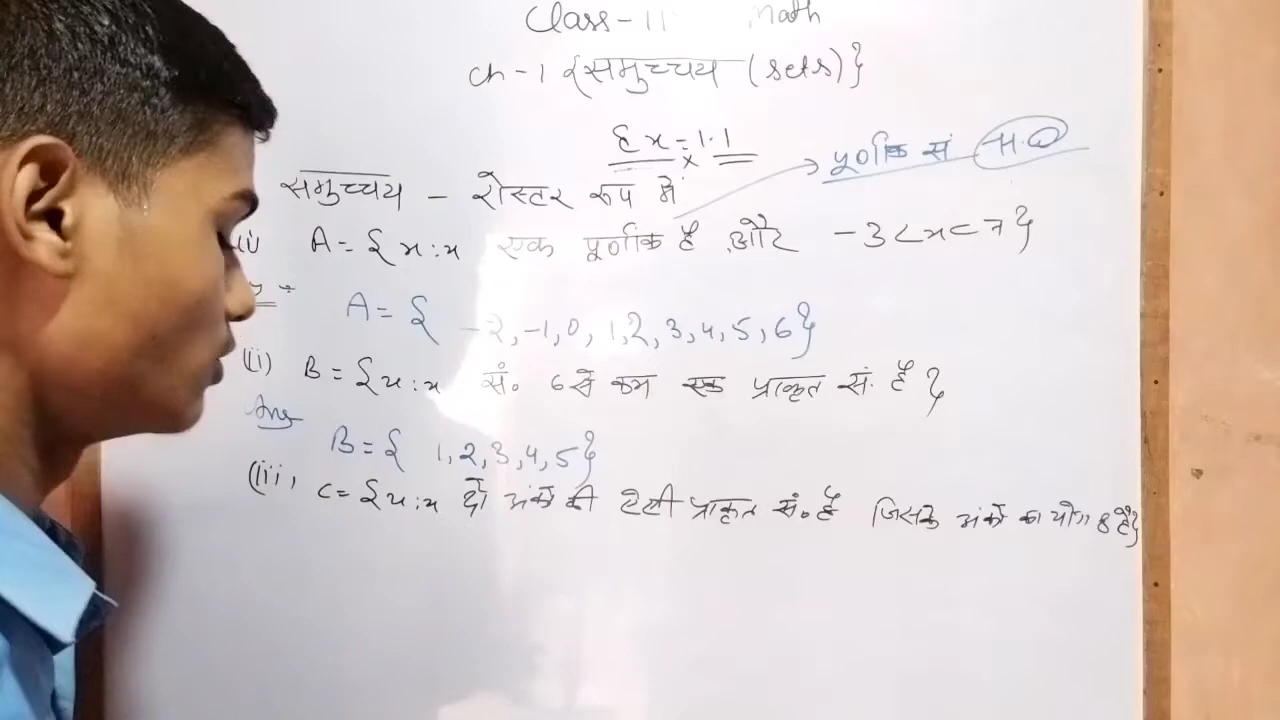 Class-11 Math
Ch-1 {समुच्चय (sets)}
Ex=1.1
x
पूर्णांक सं
समुच्चय - रोस्टर रूप में
A={x:x एक पूर्णांक है और -3<x<7}
A={ -2,-1,0,1,2,3,4,5,6}
(ii) B={x:x सं० 6 से कम एक प्राकृत सं. है }
Ans
B={ 1,2,3,4,5}
(iii) C={x:x दो अंको की ऐसी प्राकृत सं० है जिसके अंको का योग 8 है}